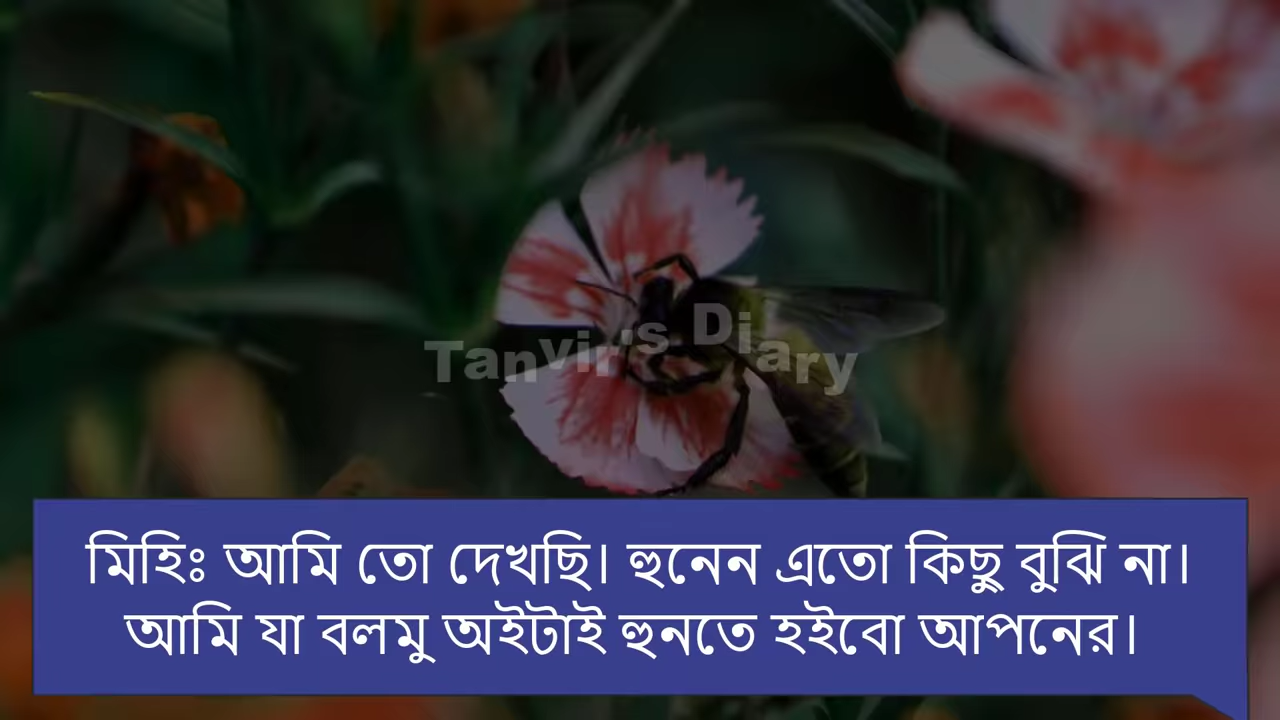 Tanvir's Diary
মিহিঃ আমি তো দেখছি। হুনেন এতো কিছু বুঝি না।
আমি যা বলমু অইটাই হুনতে হইবো আপনের।